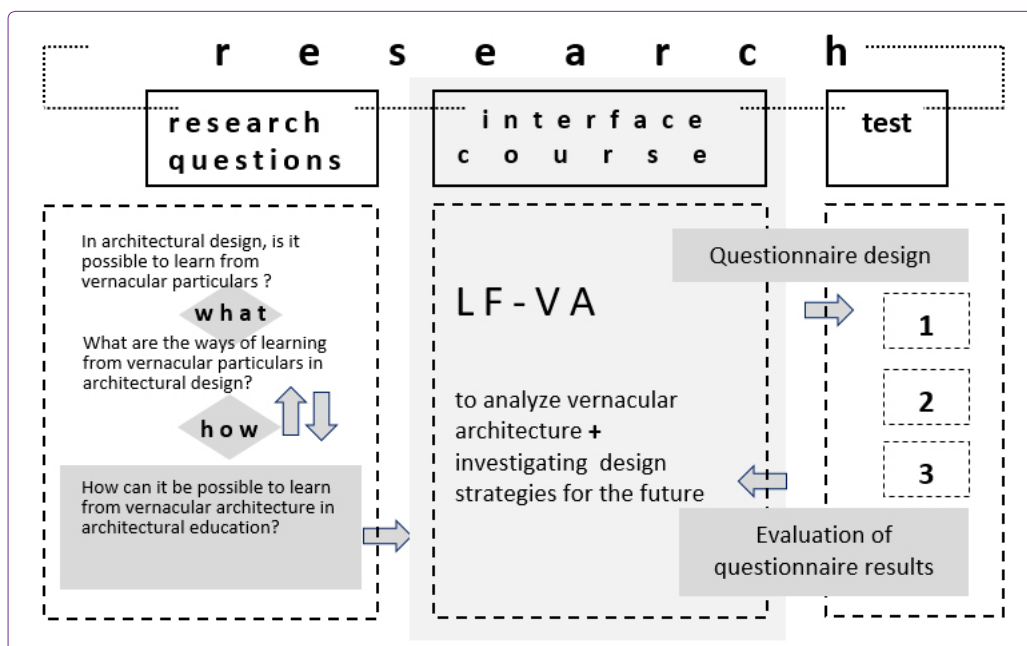 research
research
questions
interface
course
test
In architectural design, is it
possible to learn from
vernacular particulars ?
what
What are the ways of learning
from vernacular particulars in
architectural design?
how
How can it be possible to learn
from vernacular architecture in
architectural education?
LF-VA
to analyze vernacular
architecture +
investigating design
strategies for the future
Questionnaire design
1
2
3
Evaluation of
questionnaire results